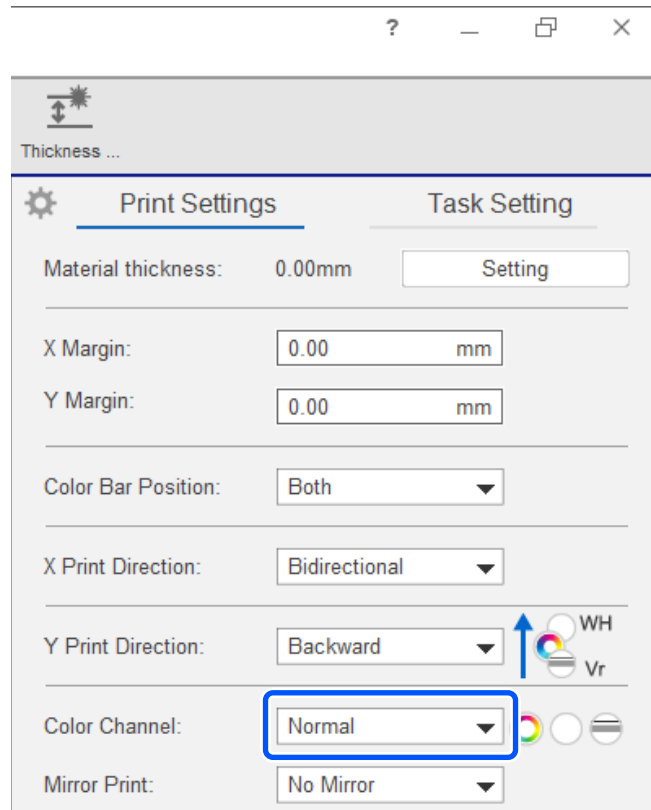 ?
Thickness ...
Print Settings Task Setting
Material thickness: 0.00mm Setting
X Margin: 0.00 mm
Y Margin: 0.00 mm
Color Bar Position: Both
X Print Direction: Bidirectional
WH
Y Print Direction: Backward
Vr
Color Channel: Normal
Mirror Print: No Mirror